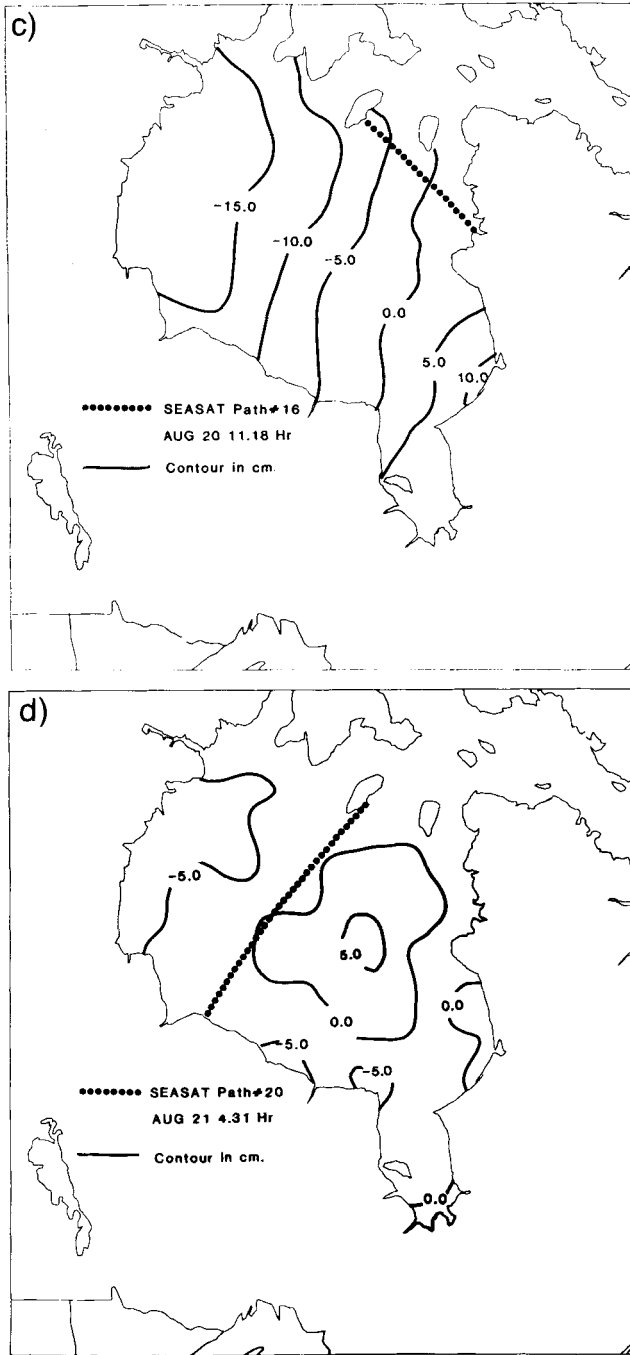 c)
-15.0
-10.0
-5.0
0.0
5.0
10.0
SEASAT Path#16
AUG 20 11.18 Hr
Contour in cm.
d)
-5.0
5.0
0.0
0.0
-5.0
-5.0
SEASAT Path#20
AUG 21 4.31 Hr
Contour in cm.
0.0